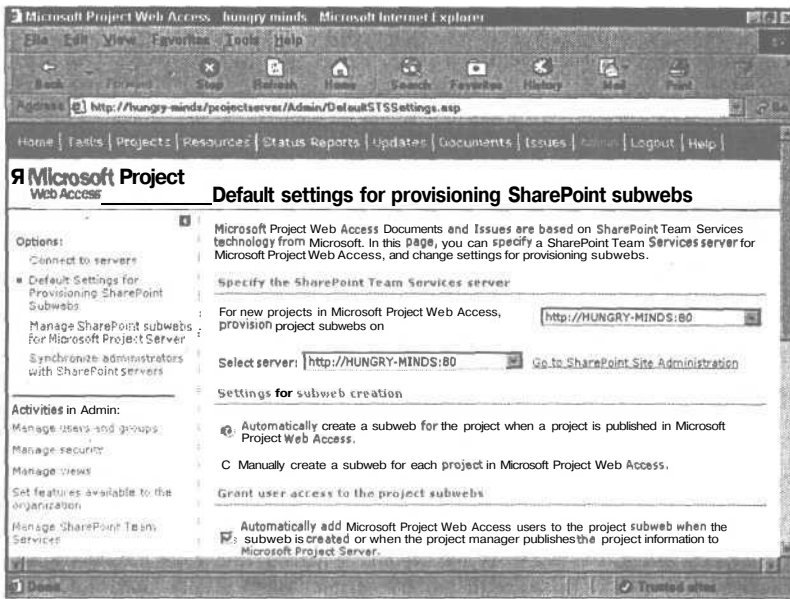 Microsoft Project Web Access hungry minds Microsoft Internet Explorer
File Edit View Favorites Tools Help
Back Stop Refresh Home Search Favorites History Mail Print
Address http://hungry-minds/projectserver/Admin/DefaultSTSSettings.asp
Home | Tasks | Projects | Resources | Status Reports | Updates | Documents | Issues | Admin | Logout | Help |
Я Microsoft Project
Web Access
Default settings for provisioning SharePoint subwebs
Options:
Connect to servers
Default Settings for
Provisioning SharePoint
Subwebs
Manage SharePoint subwebs
for Microsoft Project Server
Synchronize administrators
with SharePoint servers
Activities in Admin:
Manage users and groups
Manage security
Manage views
Set features available to the
organization
Manage SharePoint Team
Services
Microsoft Project Web Access Documents and Issues are based on SharePoint Team Services
technology from Microsoft. In this page, you can specify a SharePoint Team Services server for
Microsoft Project Web Access, and change settings for provisioning subwebs.
Specify the SharePoint Team Services server
For new projects in Microsoft Project Web Access,
provision project subwebs on
http://HUNGRY-MINDS:80
Select server: http://HUNGRY-MINDS:80 Go to SharePoint Site Administration
Settings for subweb creation
Automatically create a subweb for the project when a project is published in Microsoft
Project Web Access.
C Manually create a subweb for each project in Microsoft Project Web Access.
Grant user access to the project subwebs
Automatically add Microsoft Project Web Access users to the project subweb when the
subweb is created or when the project manager publishes the project information to
Microsoft Project Server.
Done
Trusted sites